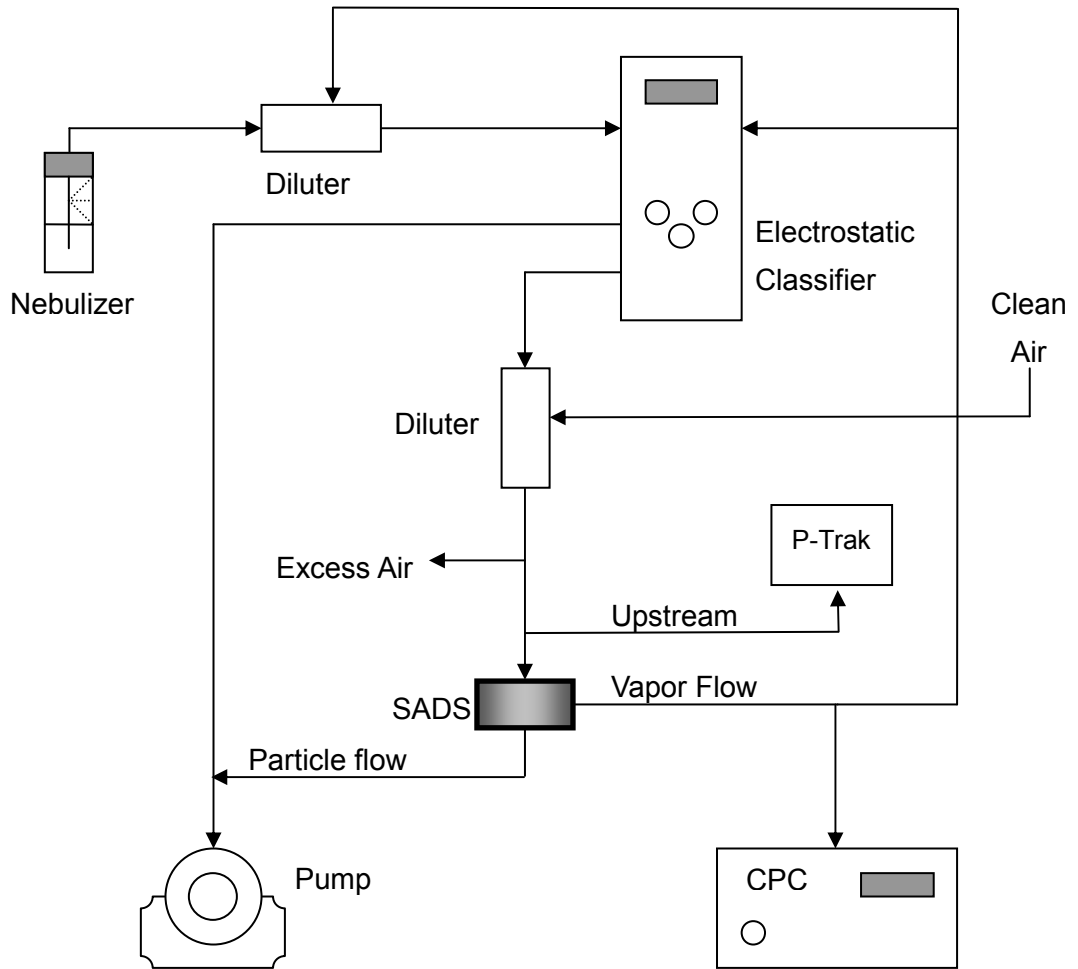 Diluter
Nebulizer
Electrostatic
Classifier
Clean
Air
Diluter
P-Trak
Excess Air
Upstream
SADS
Vapor Flow
Particle flow
Pump
CPC